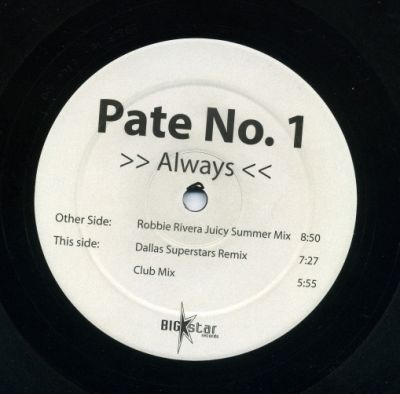 Pate No. 1
>> Always <<
Other Side: Robbie Rivera Juicy Summer Mix 8:50
This side: Dallas Superstars Remix 7:27
Club Mix 5:55
BIG star
records